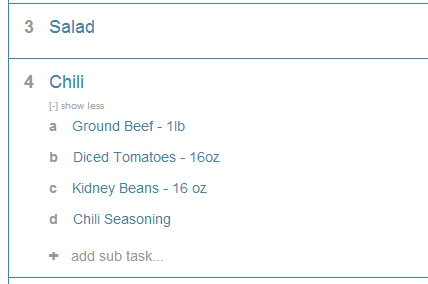 3 Salad
4 Chili
[-] show less
a Ground Beef - 1lb
b Diced Tomatoes - 16oz
c Kidney Beans - 16 oz
d Chili Seasoning
+ add sub task...